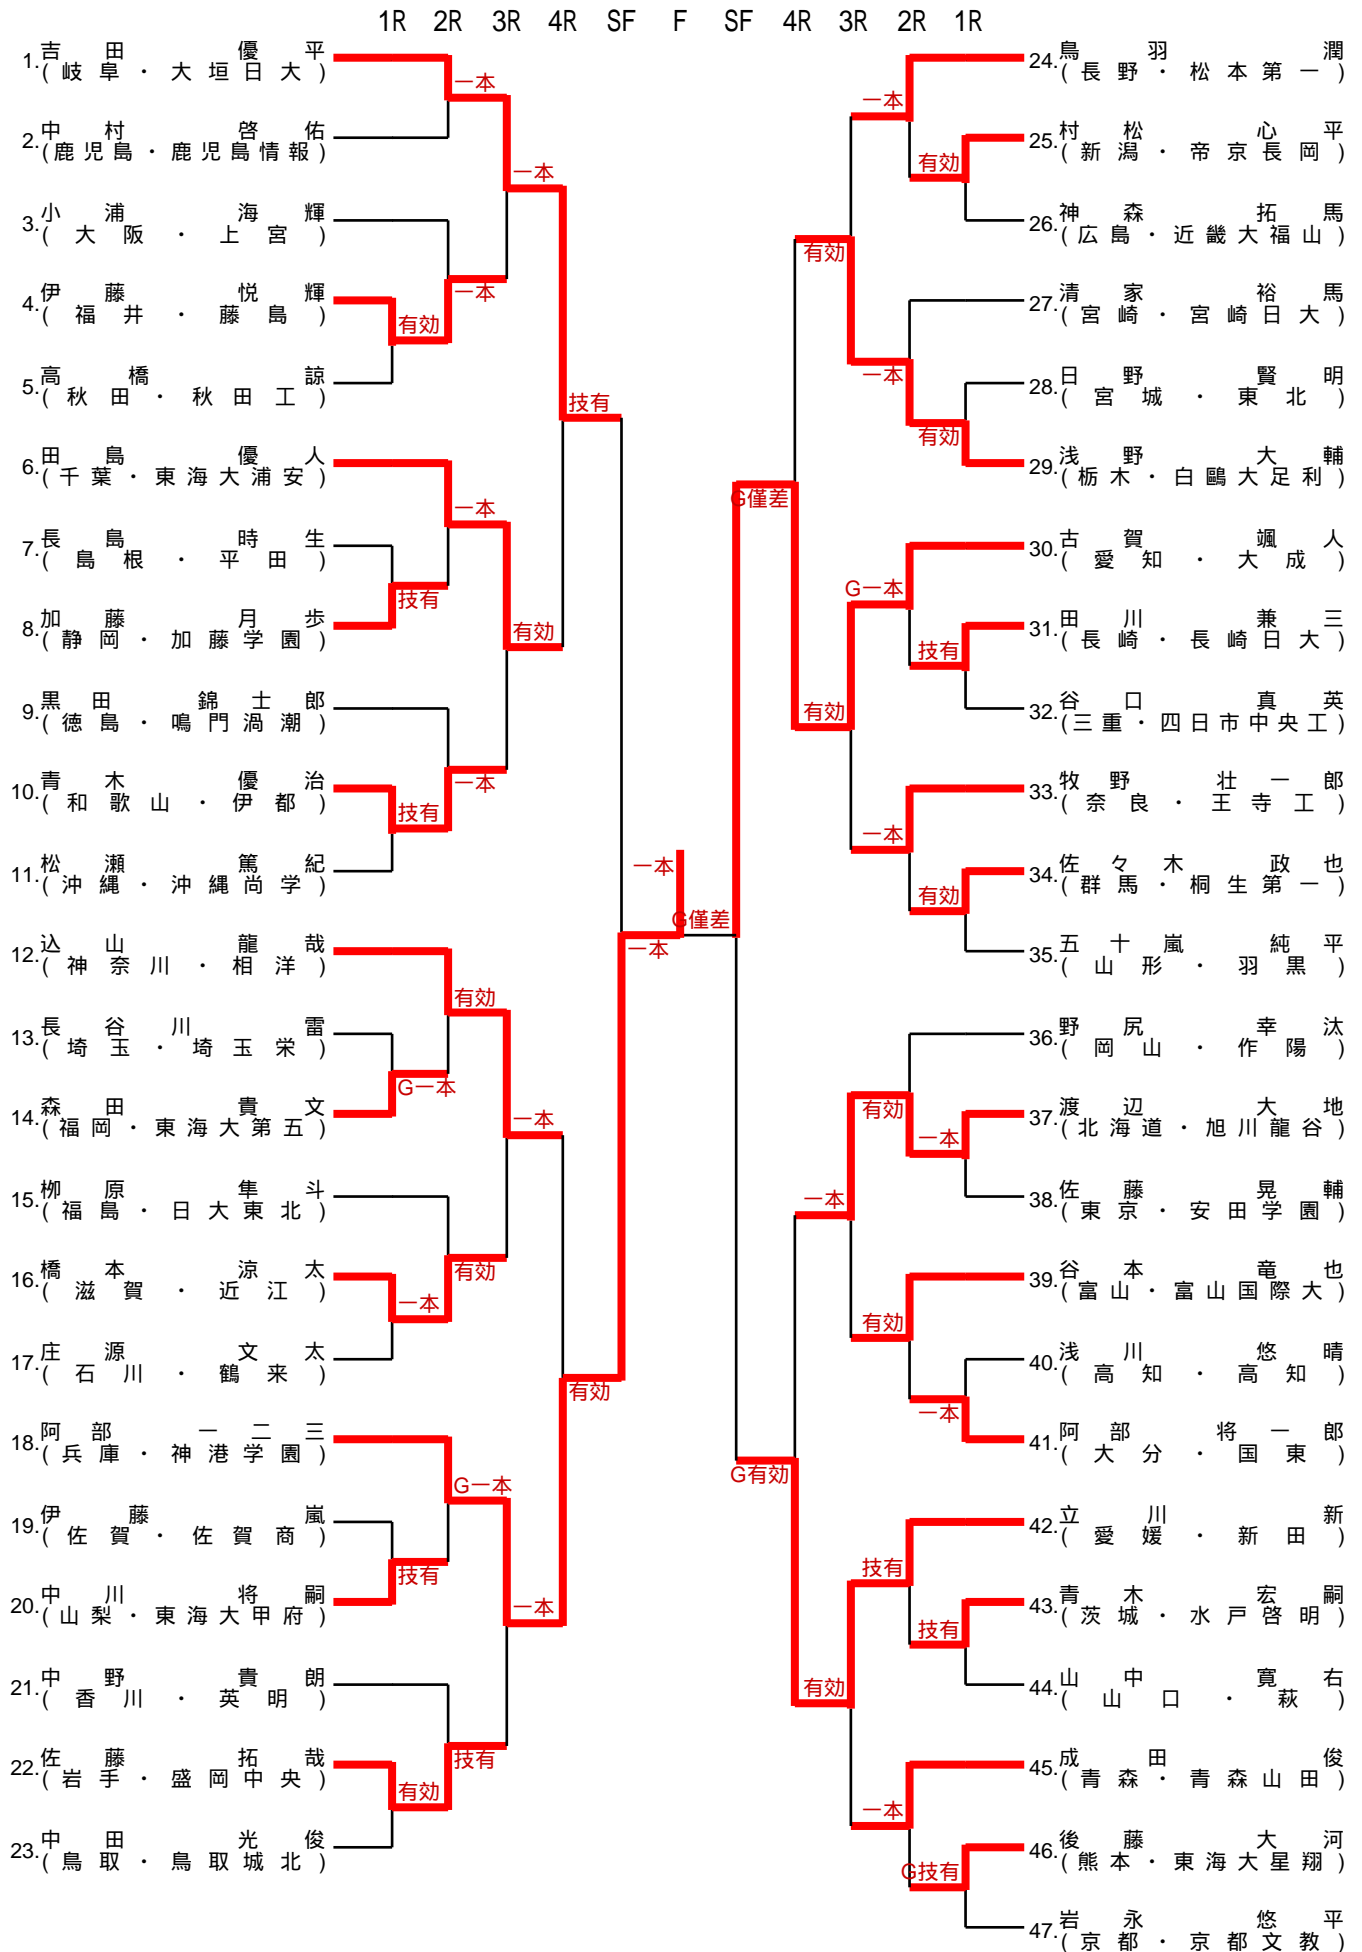 1R 2R 3R 4R SF F SF 4R 3R 2R 1R
1. 吉田 優平
(岐阜・大垣日大)
一本
2. 中村 啓佑
(鹿児島・鹿児島情報)
一本
3. 小浦 海輝
(大阪・上宮)
一本
4. 伊藤 悦輝
(福井・藤島)
有効
5. 高橋 諒
(秋田・秋田工)
技有
6. 田島 優人
(千葉・東海大浦安)
一本
7. 長島 時生
(島根・平田)
技有
8. 加藤 月歩
(静岡・加藤学園)
有効
9. 黒田 錦士郎
(徳島・鳴門渦潮)
一本
10. 青木 優治
(和歌山・伊都)
技有
11. 松瀬 篤紀
(沖縄・沖縄尚学)
一本
G僅差
一本
12. 込山 龍哉
(神奈川・相洋)
有効
13. 長谷川 雷
(埼玉・埼玉栄)
G一本
14. 森田 貴文
(福岡・東海大第五)
一本
15. 栁原 隼斗
(福島・日大東北)
有効
16. 橋本 涼太
(滋賀・近江)
一本
17. 庄源 文太
(石川・鶴来)
有効
18. 阿部 一二三
(兵庫・神港学園)
G一本
19. 伊藤 嵐
(佐賀・佐賀商)
技有
20. 中川 将嗣
(山梨・東海大甲府)
一本
21. 中野 貴朗
(香川・英明)
技有
22. 佐藤 拓哉
(岩手・盛岡中央)
有効
23. 中田 光俊
(鳥取・鳥取城北)
24. 鳥羽 潤
(長野・松本第一)
一本
25. 村松 心平
(新潟・帝京長岡)
有効
26. 神森 拓馬
(広島・近畿大福山)
有効
27. 清家 裕馬
(宮崎・宮崎日大)
一本
28. 日野 賢明
(宮城・東北)
有効
29. 浅野 大輔
(栃木・白鷗大足利)
G僅差
30. 古賀 颯人
(愛知・大成)
G一本
31. 田川 兼三
(長崎・長崎日大)
技有
32. 谷口 真英
(三重・四日市中央工)
有効
33. 牧野 壮一郎
(奈良・王寺工)
一本
34. 佐々木 政也
(群馬・桐生第一)
有効
35. 五十嵐 純平
(山形・羽黒)
36. 野尻 幸汰
(岡山・作陽)
有効
37. 渡辺 大地
(北海道・旭川龍谷)
一本
38. 佐藤 晃輔
(東京・安田学園)
一本
39. 谷本 竜也
(富山・富山国際大)
有効
40. 浅川 悠晴
(高知・高知)
一本
41. 阿部 将一郎
(大分・国東)
G有効
42. 立川 新
(愛媛・新田)
技有
43. 青木 宏嗣
(茨城・水戸啓明)
技有
44. 山中 寛右
(山口・萩)
有効
45. 成田 俊
(青森・青森山田)
一本
46. 後藤 大河
(熊本・東海大星翔)
G技有
47. 岩永 悠平
(京都・京都文教)